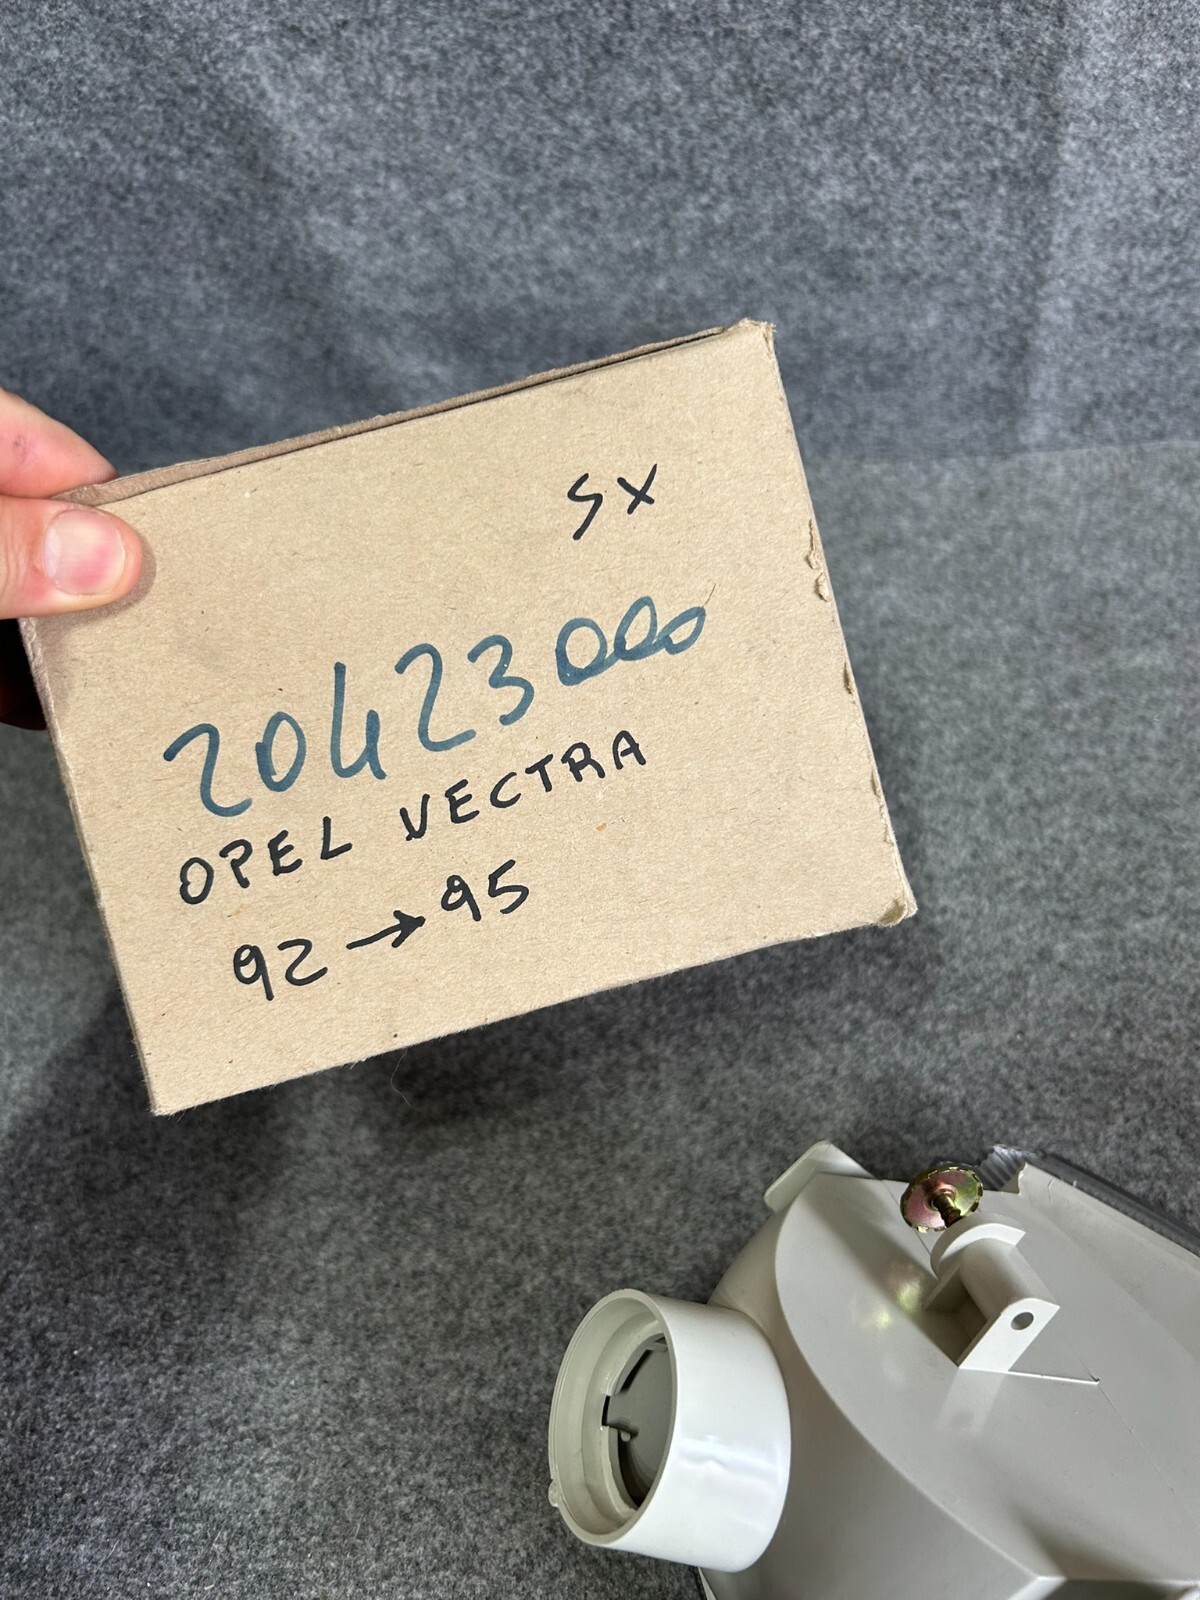 SX
20423000
OPEL VECTRA
92 → 95